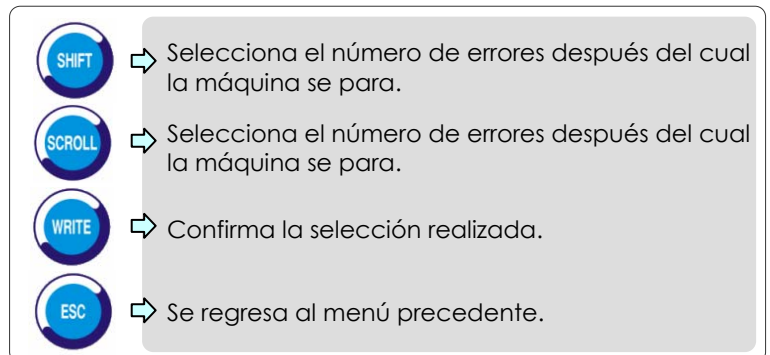 SHIFT
Selecciona el número de errores después del cual
la máquina se para.
SCROLL
Selecciona el número de errores después del cual
la máquina se para.
WRITE
Confirma la selección realizada.
ESC
Se regresa al menú precedente.